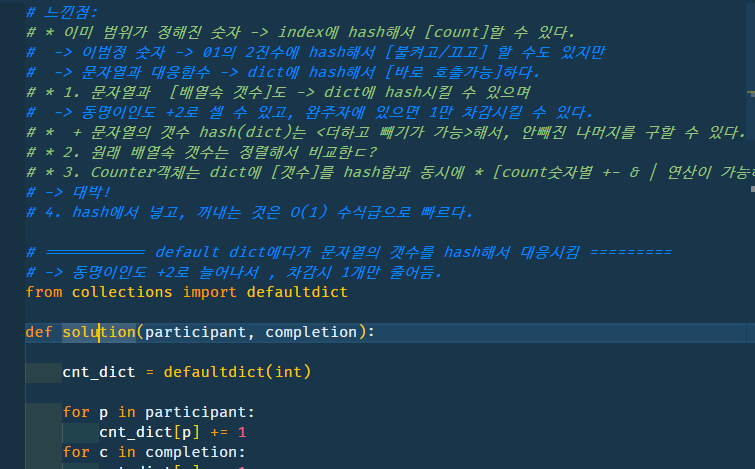 # 느낀점:
# * 이미 범위가 정해진 숫자 -> index에 hash해서 [count]할 수 있다.
#  -> 이범정 숫자 -> 01의 2진수에 hash해서 [불켜고/끄고] 할 수도 있지만
#  -> 문자열과 대응함수 -> dict에 hash해서 [바로 호출가능]하다.
# * 1. 문자열과  [배열속 갯수]도 -> dict에 hash시킬 수 있으며
#  -> 동명이인도 +2로 셀 수 있고, 완주자에 있으면 1만 차감시킬 수 있다.
# *  + 문자열의 갯수 hash(dict)는 <더하고 빼기가 가능>해서, 안빼진 나머지를 구할 수 있다.
# * 2. 원래 배열속 갯수는 정렬해서 비교한ㄷ?
# * 3. Counter객체는 dict에 [갯수]를 hash함과 동시에 * [count숫자별 +- & | 연산이 가능
# -> 대박!
# 4. hash에서 넣고, 꺼내는 것은 O(1) 수식급으로 빠르다.
# =========== default dict에다가 문자열의 갯수를 hash해서 대응시킴 =========
# -> 동명이인도 +2로 늘어나서 , 차감시 1개만 줄어듬.
from collections import defaultdict
def solution(participant, completion):
cnt_dict = defaultdict(int)
for p in participant:
cnt_dict[p] += 1
for c in completion: